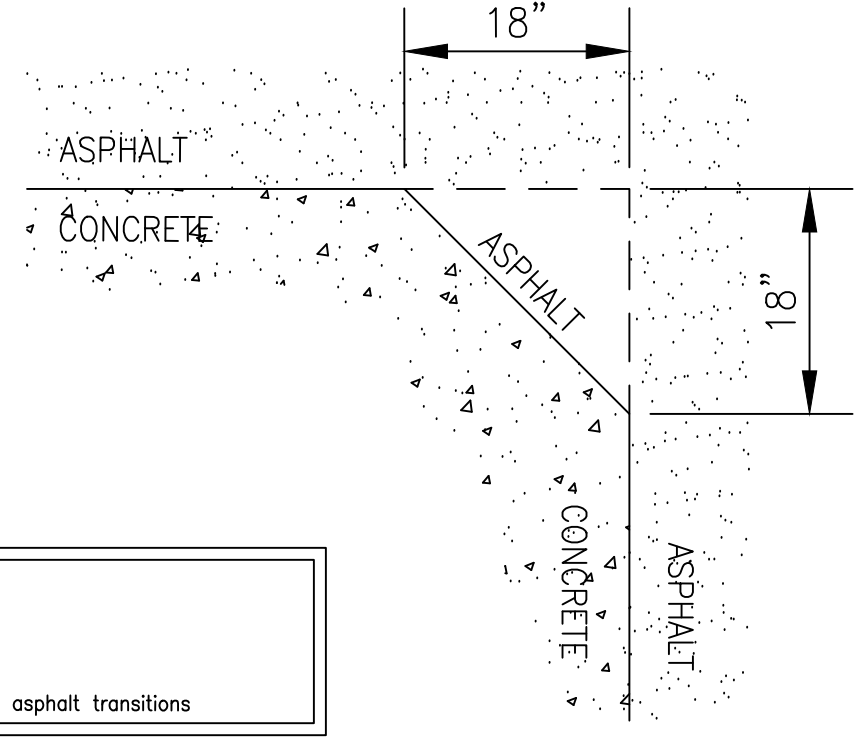 18”
ASPHALT
CONCRETE
ASPHALT
18”
CONCRETE
ASPHALT
asphalt transitions